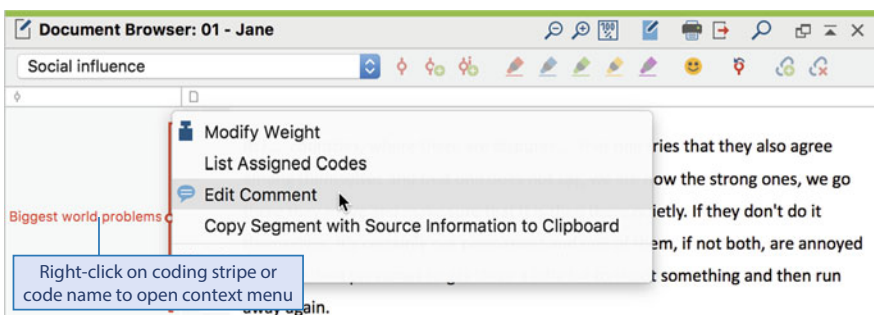 Document Browser: 01 - Jane
100
%
Social influence
Modify Weight
ries that they also agree
List Assigned Codes
Edit Comment
ow the strong ones, we go
Biggest world problems
ietly. If they don't do it
Copy Segment with Source Information to Clipboard
em, if not both, are annoyed
Right-click on coding stripe or
code name to open context menu
t something and then run
away again.